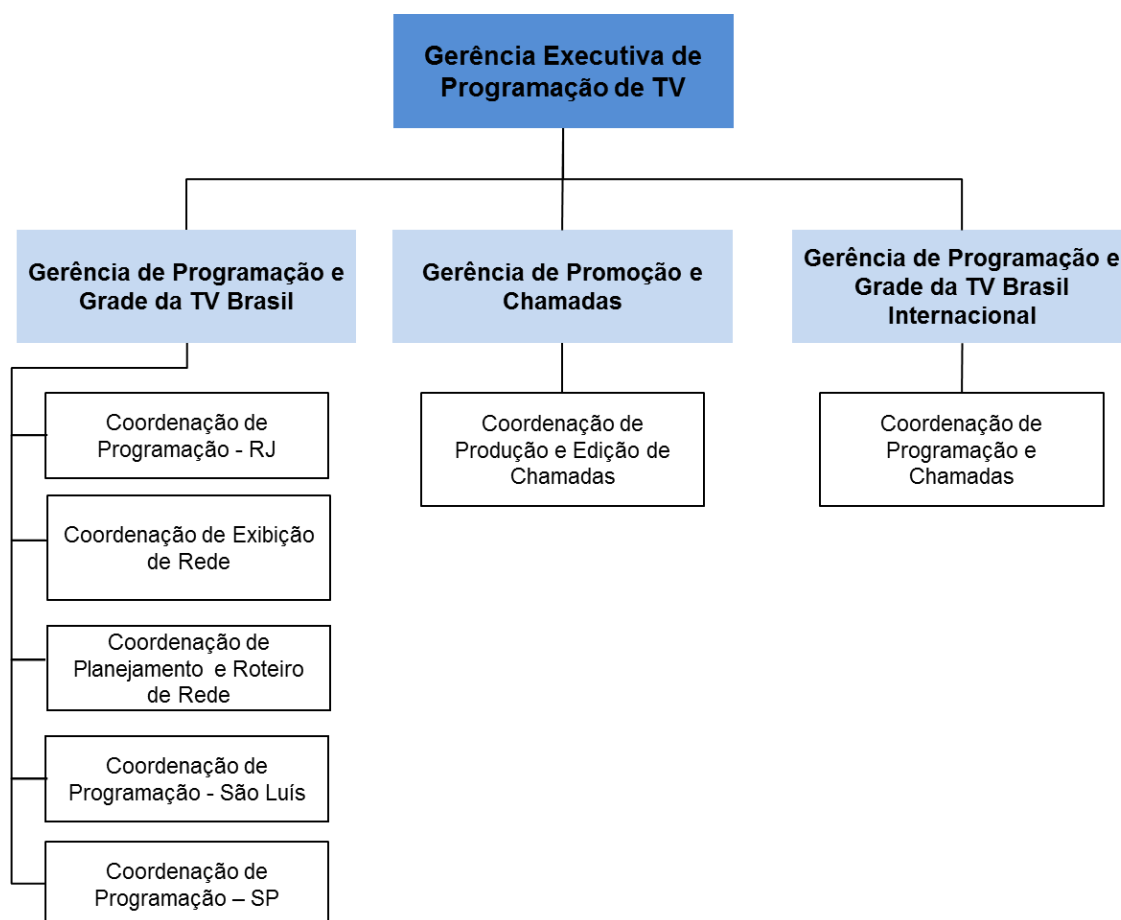 Gerência Executiva de
Programação de TV
Gerência de Programação e
Grade da TV Brasil
Gerência de Promoção e
Chamadas
Gerência de Programação e
Grade da TV Brasil
Internacional
Coordenação de
Programação - RJ
Coordenação de Exibição
de Rede
Coordenação de
Planejamento e Roteiro
de Rede
Coordenação de
Programação - São Luís
Coordenação de
Programação – SP
Coordenação de
Produção e Edição de
Chamadas
Coordenação de
Programação e
Chamadas